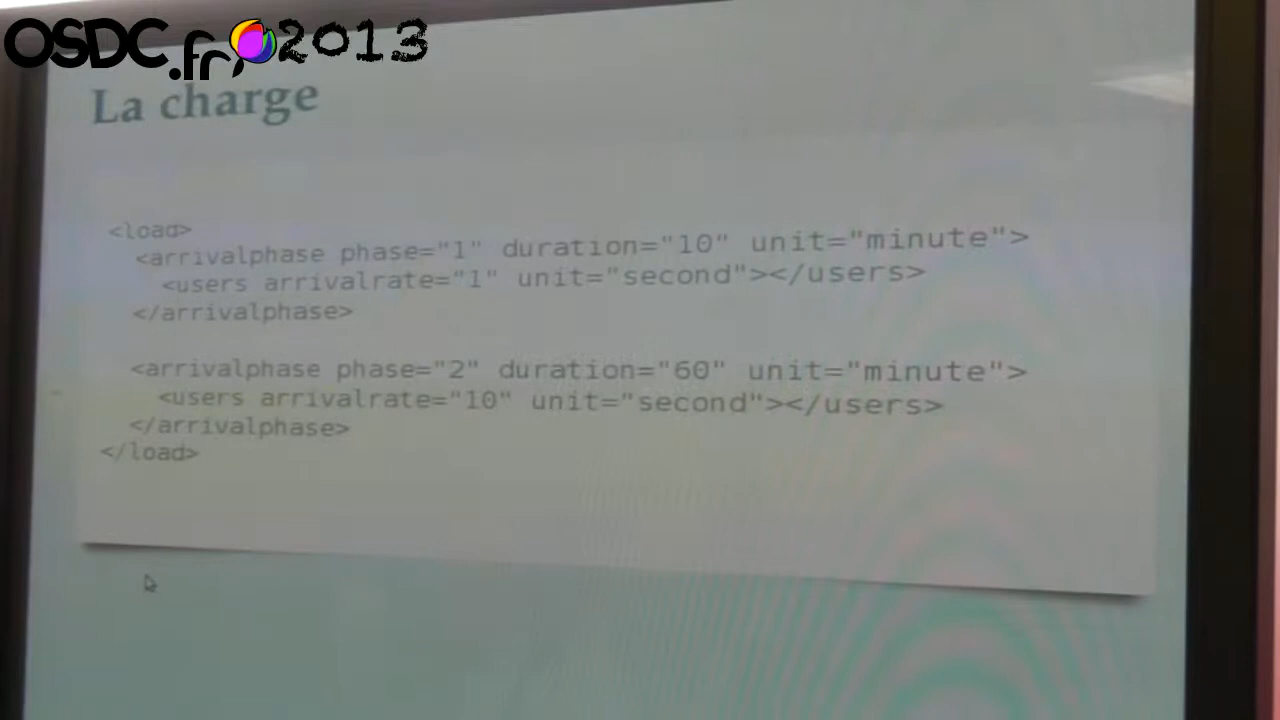 OSDC.fr 2013
La charge
<load>
<arrivalphase phase="1" duration="10" unit="minute">
<users arrivalrate="1" unit="second"></users>
</arrivalphase>
<arrivalphase phase="2" duration="60" unit="minute">
<users arrivalrate="10" unit="second"></users>
</arrivalphase>
</load>